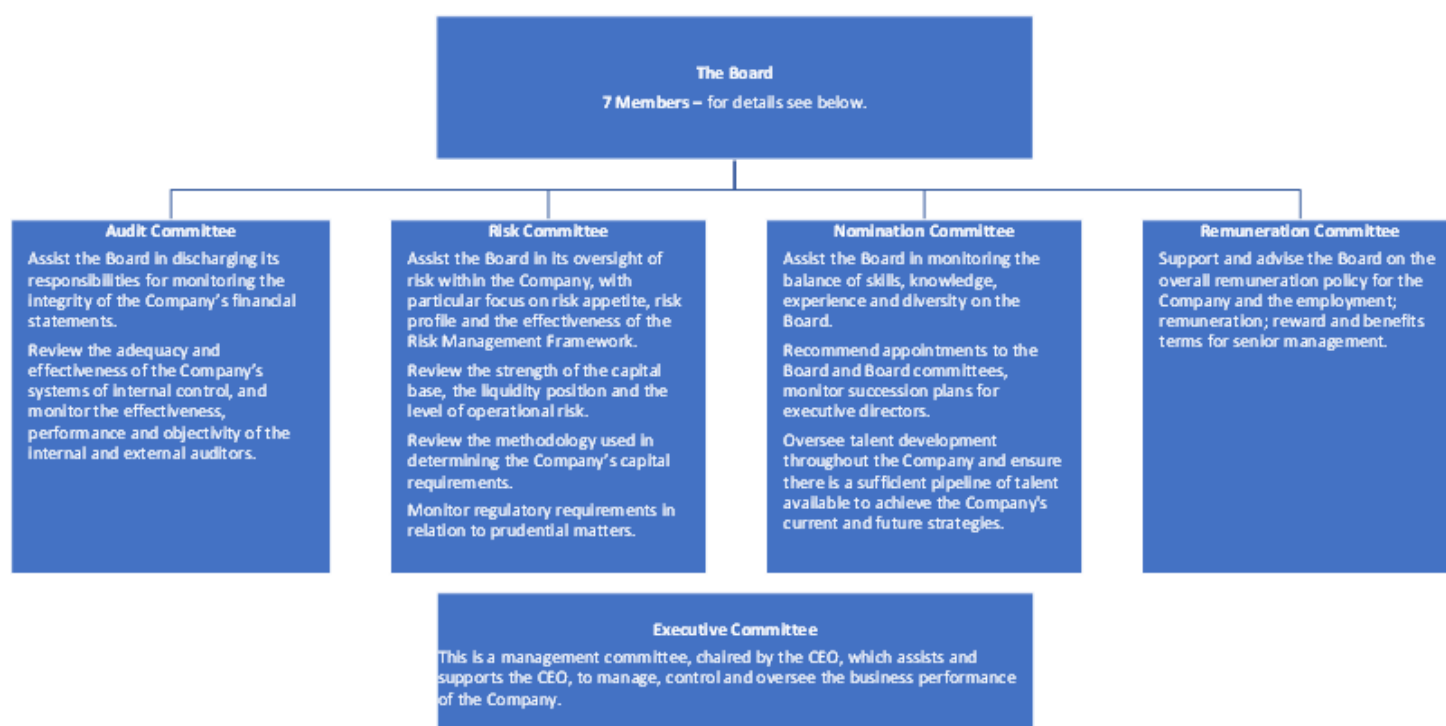 The Board
7 Members – for details see below.
Audit Committee
Assist the Board in discharging its
responsibilities for monitoring the
integrity of the Company's financial
statements.
Review the adequacy and
effectiveness of the Company's
systems of internal control, and
monitor the effectiveness,
performance and objectivity of the
internal and external auditors.
Risk Committee
Assist the Board in its oversight of
risk within the Company, with
particular focus on risk appetite, risk
profile and the effectiveness of the
Risk Management Framework.
Review the strength of the capital
base, the liquidity position and the
level of operational risk.
Review the methodology used in
determining the Company's capital
requirements.
Monitor regulatory requirements in
relation to prudential matters.
Nomination Committee
Assist the Board in monitoring the
balance of skills, knowledge,
experience and diversity on the
Board.
Recommend appointments to the
Board and Board committees,
monitor succession plans for
executive directors.
Oversee talent development
throughout the Company and ensure
there is a sufficient pipeline of talent
available to achieve the Company's
current and future strategies.
Remuneration Committee
Support and advise the Board on the
overall remuneration policy for the
Company and the employment;
remuneration; reward and benefits
terms for senior management.
Executive Committee
This is a management committee, chaired by the CEO, which assists and
supports the CEO, to manage, control and oversee the business performance
of the Company.